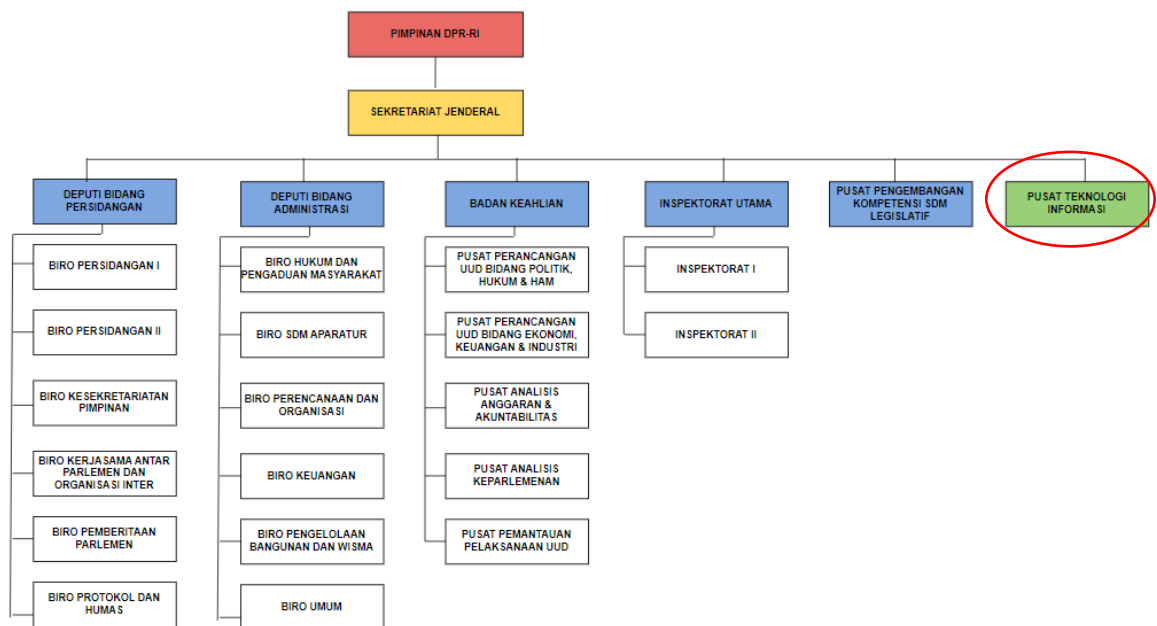 PIMPINAN DPR-RI
SEKRETARIAT JENDERAL
DEPUTI BIDANG
PERSIDANGAN
DEPUTI BIDANG
ADMINISTRASI
BADAN KEAHLIAN
INSPEKTORAT UTAMA
PUSAT PENGEMBANGAN
KOMPETENSI SDM
LEGISLATIF
PUSAT TEKNOLOGI
INFORMASI
BIRO PERSIDANGAN I
BIRO PERSIDANGAN II
BIRO KESEKRETARIATAN
PIMPINAN
BIRO KERJASAMA ANTAR
PARLEMEN DAN
ORGANISASI INTER
BIRO PEMBERITAAN
PARLEMEN
BIRO PROTOKOL DAN
HUMAS
BIRO HUKUM DAN
PENGADUAN MASYARAKAT
BIRO SDM APARATUR
BIRO PERENCANAAN DAN
ORGANISASI
BIRO KEUANGAN
BIRO PENGELOLAAN
BANGUNAN DAN WISMA
BIRO UMUM
PUSAT PERANCANGAN
UUD BIDANG POLITIK,
HUKUM & HAM
PUSAT PERANCANGAN
UUD BIDANG EKONOMI,
KEUANGAN & INDUSTRI
PUSAT ANALISIS
ANGGARAN &
AKUNTABILITAS
PUSAT ANALISIS
KEPARLEMENAN
PUSAT PEMANTAUAN
PELAKSANAAN UUD
INSPEKTORAT I
INSPEKTORAT II